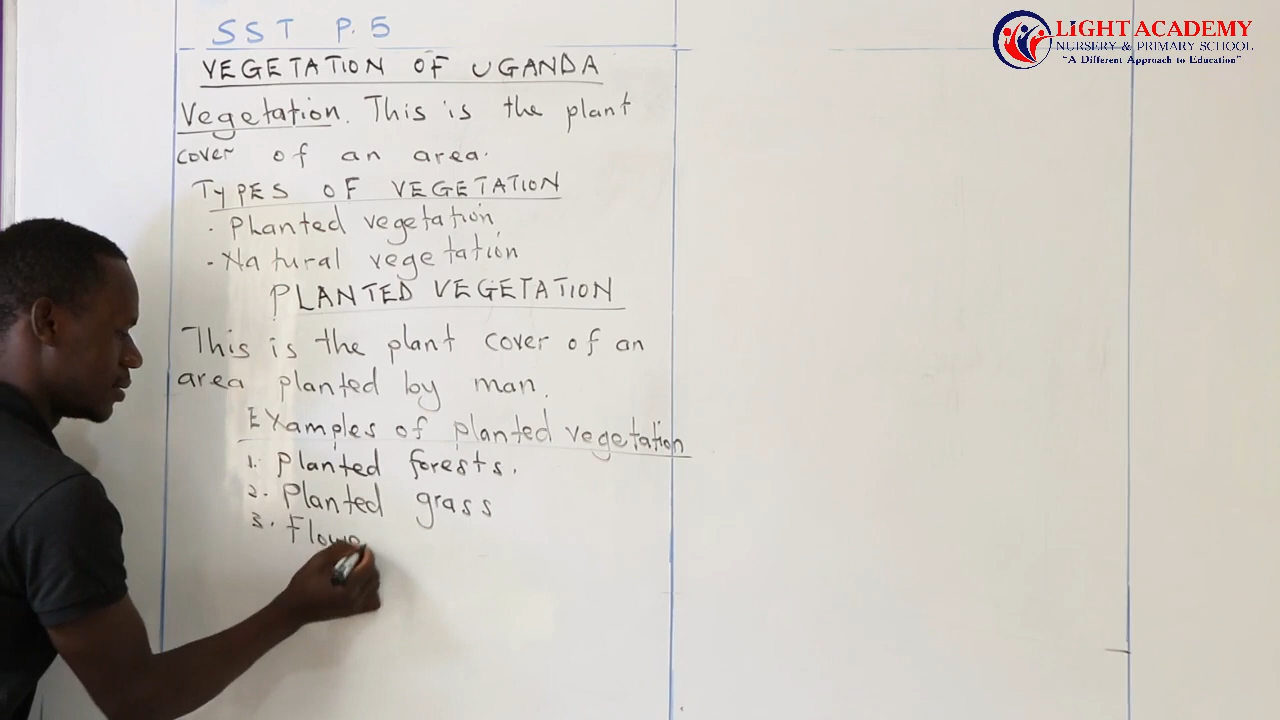 SST P.5
VEGETATION OF UGANDA
Vegetation. This is the plant
cover of an area.
TYPES OF VEGETATION
- Planted vegetation
- Natural vegetation
PLANTED VEGETATION
This is the plant cover of an
area planted by man.
Examples of planted vegetation
1. Planted forests.
2. Planted grass
3. Flowe
LIGHT ACADEMY
NURSERY & PRIMARY SCHOOL
"A Different Approach to Education"